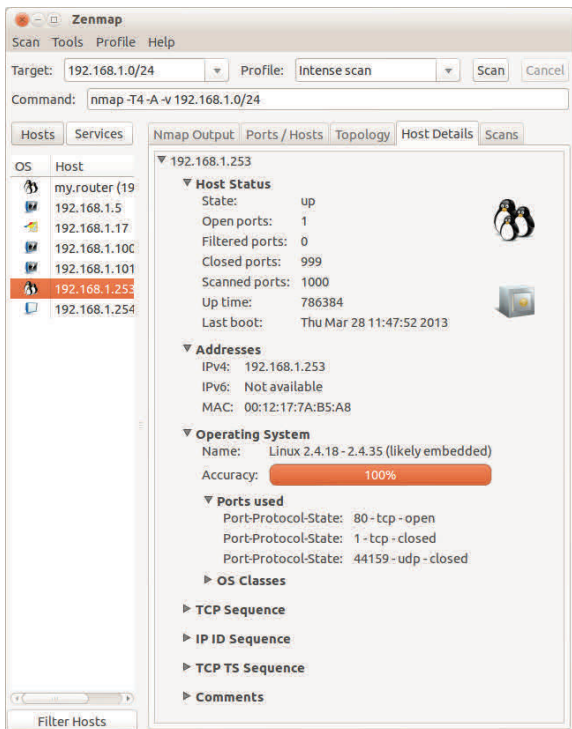 Zenmap
Scan Tools Profile Help
Target: 192.168.1.0/24 Profile: Intense scan Scan Cancel
Command: nmap -T4 -A -v 192.168.1.0/24
Hosts Services
Nmap Output Ports / Hosts Topology Host Details Scans
OS Host
my.router (19
192.168.1.5
192.168.1.17
192.168.1.100
192.168.1.101
192.168.1.253
192.168.1.254
Filter Hosts
192.168.1.253
Host Status
State: up
Open ports: 1
Filtered ports: 0
Closed ports: 999
Scanned ports: 1000
Up time: 786384
Last boot: Thu Mar 28 11:47:52 2013
Addresses
IPv4: 192.168.1.253
IPv6: Not available
MAC: 00:12:17:7A:B5:A8
Operating System
Name: Linux 2.4.18 - 2.4.35 (likely embedded)
Accuracy: 100%
Ports used
Port-Protocol-State: 80 - tcp - open
Port-Protocol-State: 1 - tcp - closed
Port-Protocol-State: 44159 - udp - closed
OS Classes
TCP Sequence
IP ID Sequence
TCP TS Sequence
Comments